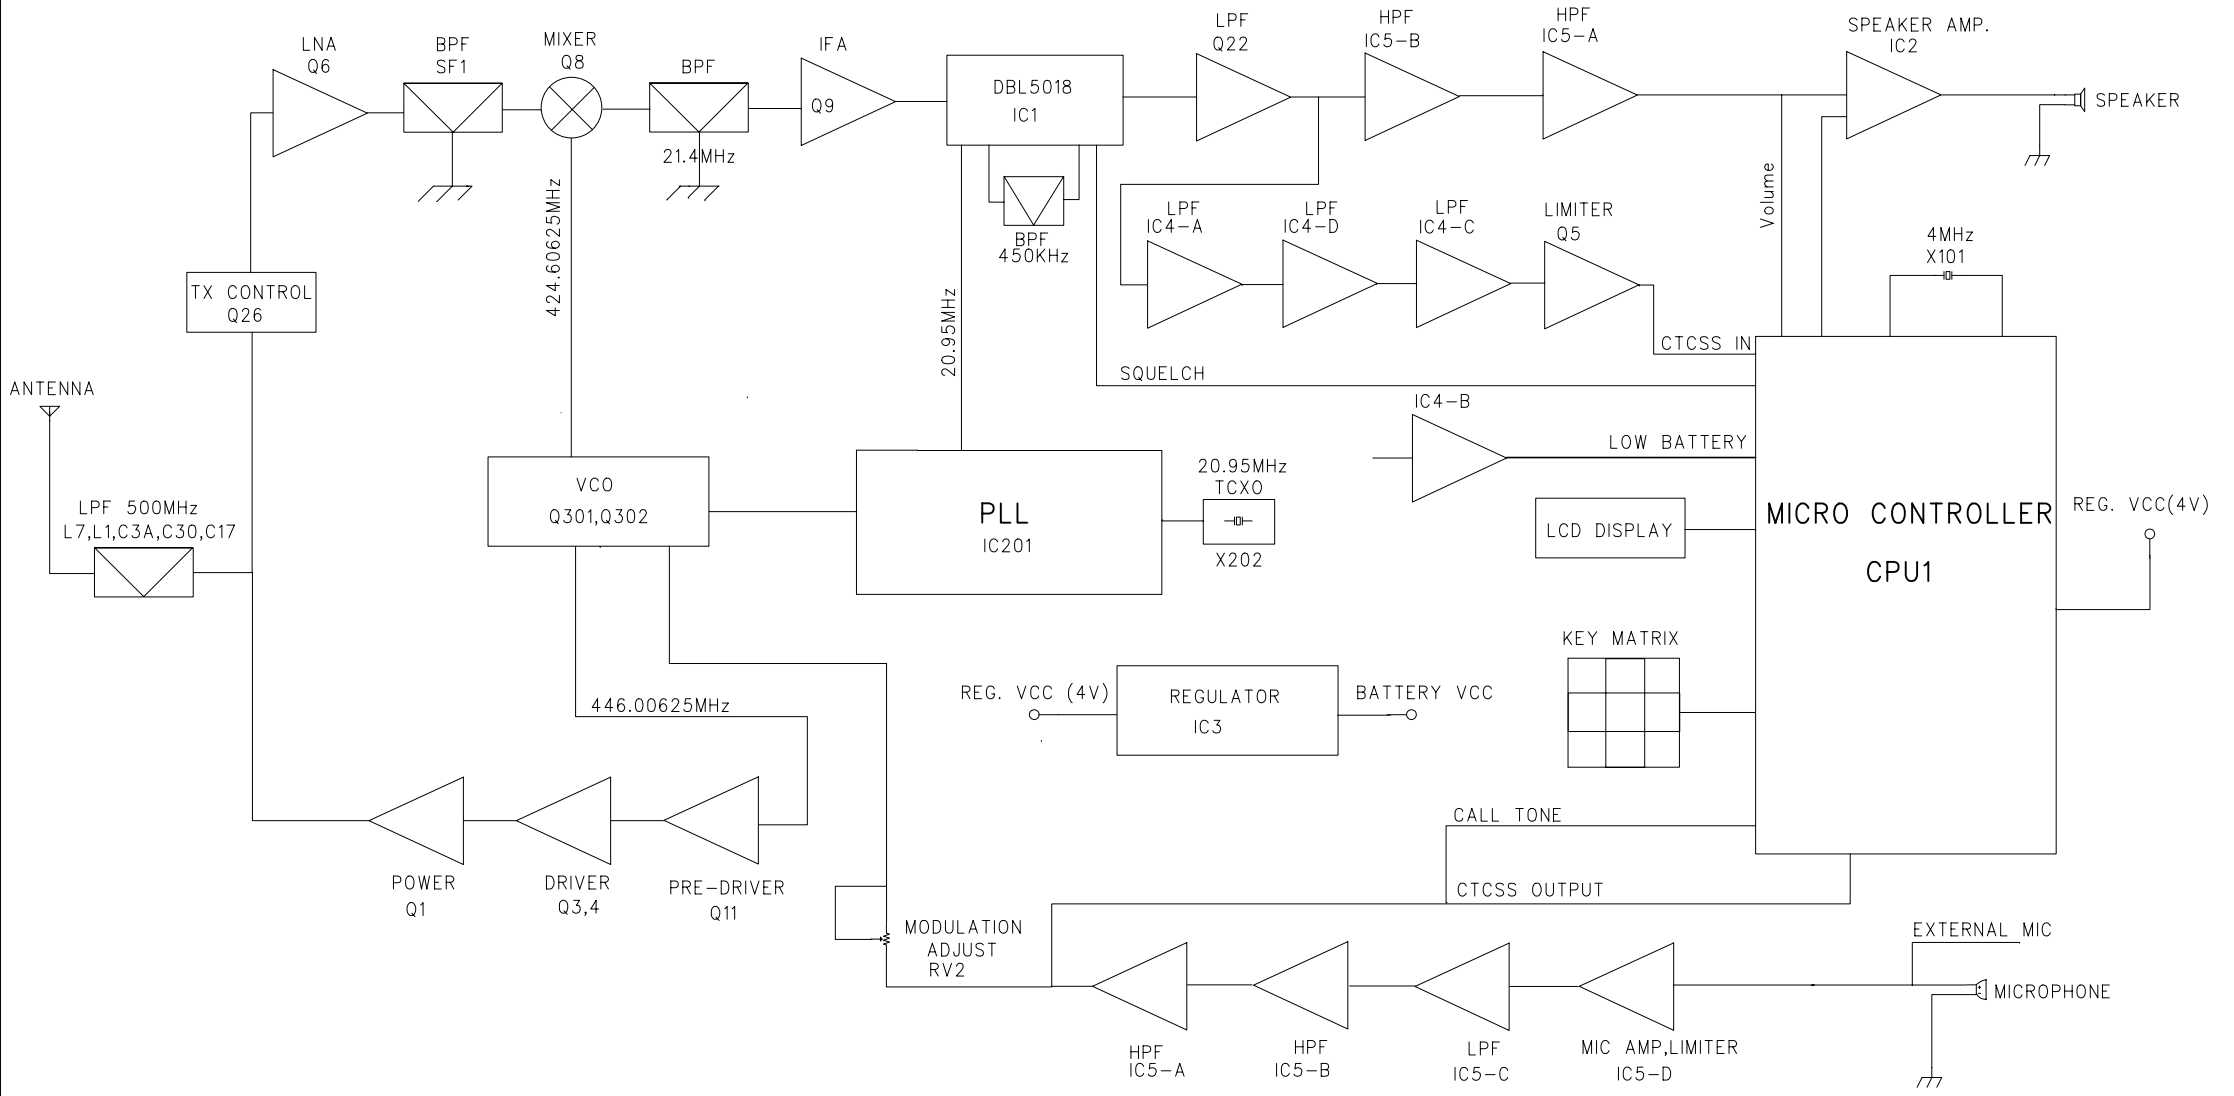 LNA
Q6
BPF
SF1
MIXER
Q8
BPF
21.4MHz
IFA
Q9
DBL5018
IC1
LPF
Q22
HPF
IC5-B
HPF
IC5-A
SPEAKER AMP.
IC2
SPEAKER
424.60625MHz
20.95MHz
BPF
450KHz
LPF
IC4-A
LPF
IC4-D
LPF
IC4-C
LIMITER
Q5
Volume
4MHz
X101
TX CONTROL
Q26
CTCSS IN
SQUELCH
ANTENNA
IC4-B
LOW BATTERY
LPF 500MHz
L7,L1,C3A,C30,C17
VCO
Q301,Q302
PLL
IC201
20.95MHz
TCXO
X202
LCD DISPLAY
MICRO CONTROLLER
CPU1
REG. VCC(4V)
KEY MATRIX
446.00625MHz
REG. VCC (4V)
REGULATOR
IC3
BATTERY VCC
CALL TONE
POWER
Q1
DRIVER
Q3,4
PRE-DRIVER
Q11
CTCSS OUTPUT
MODULATION
ADJUST
RV2
EXTERNAL MIC
MICROPHONE
HPF
IC5-A
HPF
IC5-B
LPF
IC5-C
MIC AMP,LIMITER
IC5-D